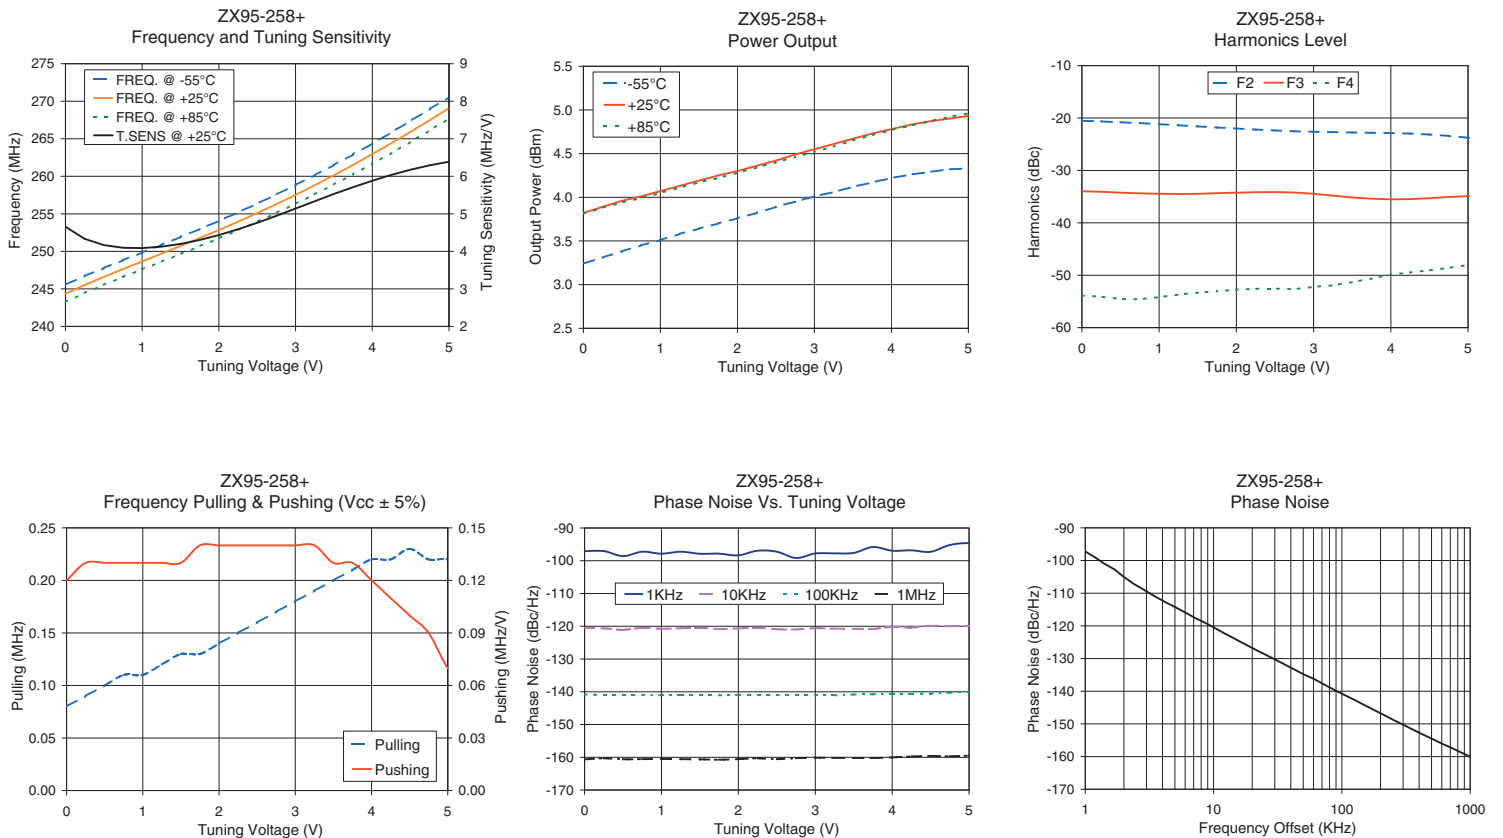 ZX95-258+
Frequency and Tuning Sensitivity
275
270
265
260
255
250
245
240
Frequency (MHz)
FREQ. @ -55°C
FREQ. @ +25°C
FREQ. @ +85°C
T.SENS @ +25°C
9
8
7
6
5
4
3
2
Tuning Sensitivity (MHz/V)
0 1 2 3 4 5
Tuning Voltage (V)
ZX95-258+
Power Output
5.5
5.0
4.5
4.0
3.5
3.0
2.5
Output Power (dBm)
-55°C
+25°C
+85°C
0 1 2 3 4 5
Tuning Voltage (V)
ZX95-258+
Harmonics Level
-10
-20
-30
-40
-50
-60
Harmonics (dBc)
F2 F3 F4
0 1 2 3 4 5
Tuning Voltage (V)
ZX95-258+
Frequency Pulling & Pushing (Vcc ± 5%)
0.25
0.20
0.15
0.10
0.05
0.00
Pulling (MHz)
0.15
0.12
0.09
0.06
0.03
0.00
Pushing (MHz/V)
Pulling
Pushing
0 1 2 3 4 5
Tuning Voltage (V)
ZX95-258+
Phase Noise Vs. Tuning Voltage
-90
-100
-110
-120
-130
-140
-150
-160
-170
Phase Noise (dBc/Hz)
1KHz 10KHz 100KHz 1MHz
0 1 2 3 4 5
Tuning Voltage (V)
ZX95-258+
Phase Noise
-90
-100
-110
-120
-130
-140
-150
-160
-170
Phase Noise (dBc/Hz)
1 10 100 1000
Frequency Offset (KHz)